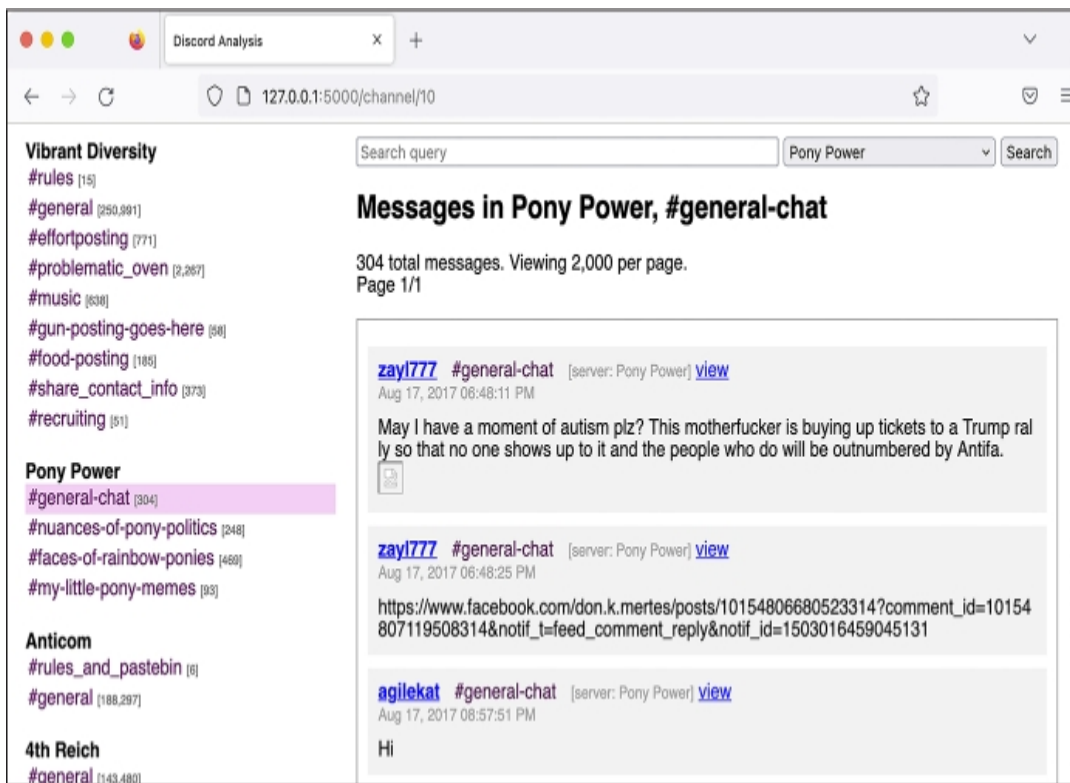 Discord Analysis
127.0.0.1:5000/channel/10
Vibrant Diversity
#rules [15]
#general [250,991]
#effortposting [771]
#problematic_oven [2,267]
#music [638]
#gun-posting-goes-here [58]
#food-posting [185]
#share_contact_info [373]
#recruiting [51]
Pony Power
#general-chat [304]
#nuances-of-pony-politics [248]
#faces-of-rainbow-ponies [469]
#my-little-pony-memes [93]
Anticom
#rules_and_pastebin [6]
#general [188,297]
4th Reich
#general [143,480]
Search query
Pony Power
Search
Messages in Pony Power, #general-chat
304 total messages. Viewing 2,000 per page.
Page 1/1
zayl777 #general-chat [server: Pony Power] view
Aug 17, 2017 06:48:11 PM
May I have a moment of autism plz? This motherfucker is buying up tickets to a Trump ral
ly so that no one shows up to it and the people who do will be outnumbered by Antifa.
zayl777 #general-chat [server: Pony Power] view
Aug 17, 2017 06:48:25 PM
https://www.facebook.com/don.k.mertes/posts/10154806680523314?comment_id=10154
807119508314&notif_t=feed_comment_reply&notif_id=1503016459045131
agilekat #general-chat [server: Pony Power] view
Aug 17, 2017 08:57:51 PM
Hi